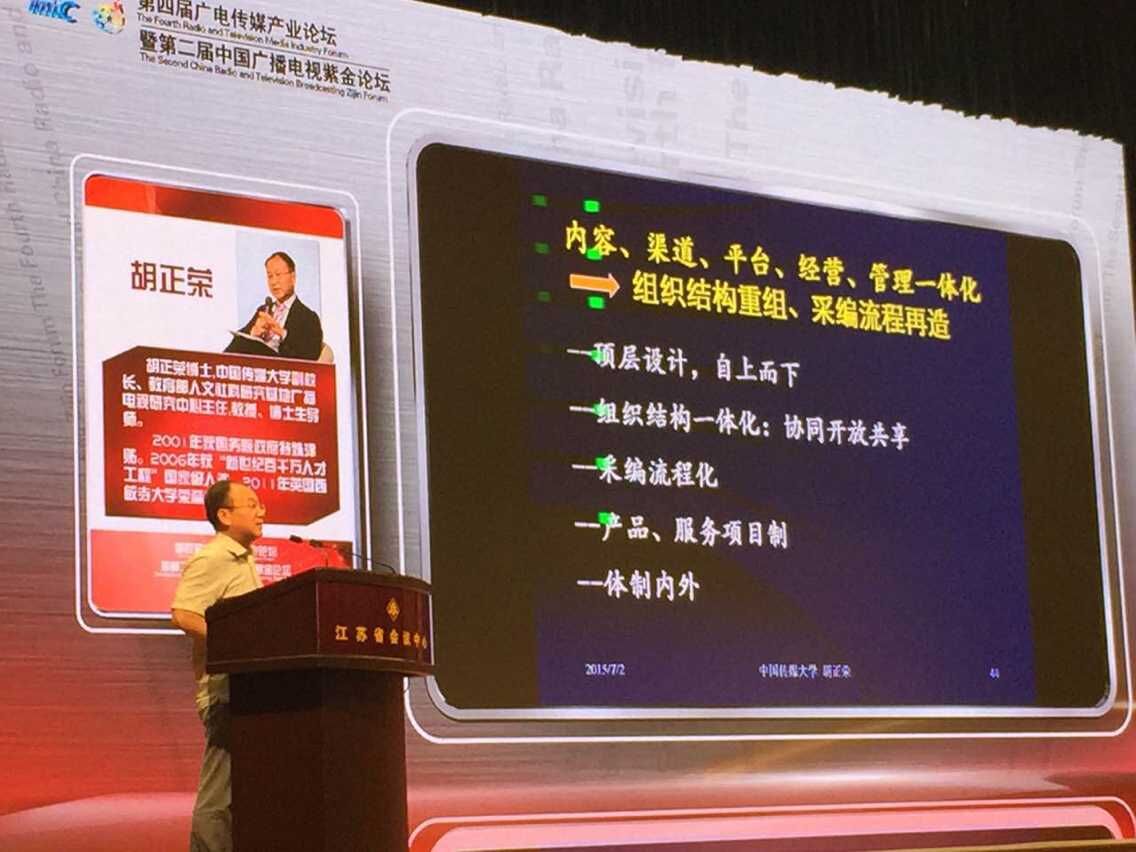 第四届广电传媒产业论坛
The Fourth Radio and Television Media Industry Forum
暨第二届中国广播电视紫金论坛
The Second China Radio and Television Broadcasting Zijin Forum
胡正荣
胡正荣博士,中国传媒大学副校
长、教育部人文社科研究基地广播
电视研究中心主任,教授、博士生导
师。
2001年获国务院政府特殊津
贴。2006年获“新世纪百千万人才
工程”国家级人选。2011年英国西
敏寺大学荣
内容、渠道、平台、经营、管理一体化
组织结构重组、采编流程再造
—顶层设计，自上而下
—组织结构一体化：协同开放共享
—采编流程化
—产品、服务项目制
—体制内外
2015/7/2
中国传媒大学 胡正荣
44
江苏省会议中心